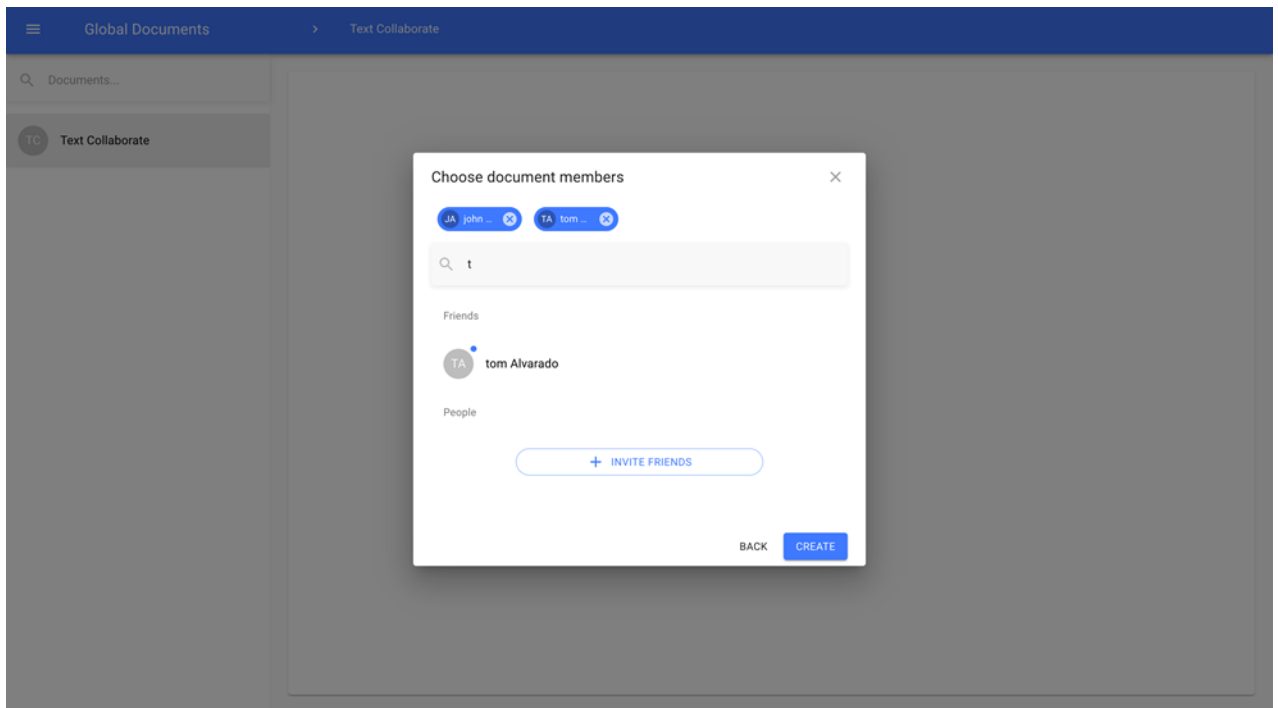 Global Documents Text Collaborate
Documents...
TC Text Collaborate
Choose document members
JA john ... TA tom ...
t
Friends
TA tom Alvarado
People
+ INVITE FRIENDS
BACK CREATE